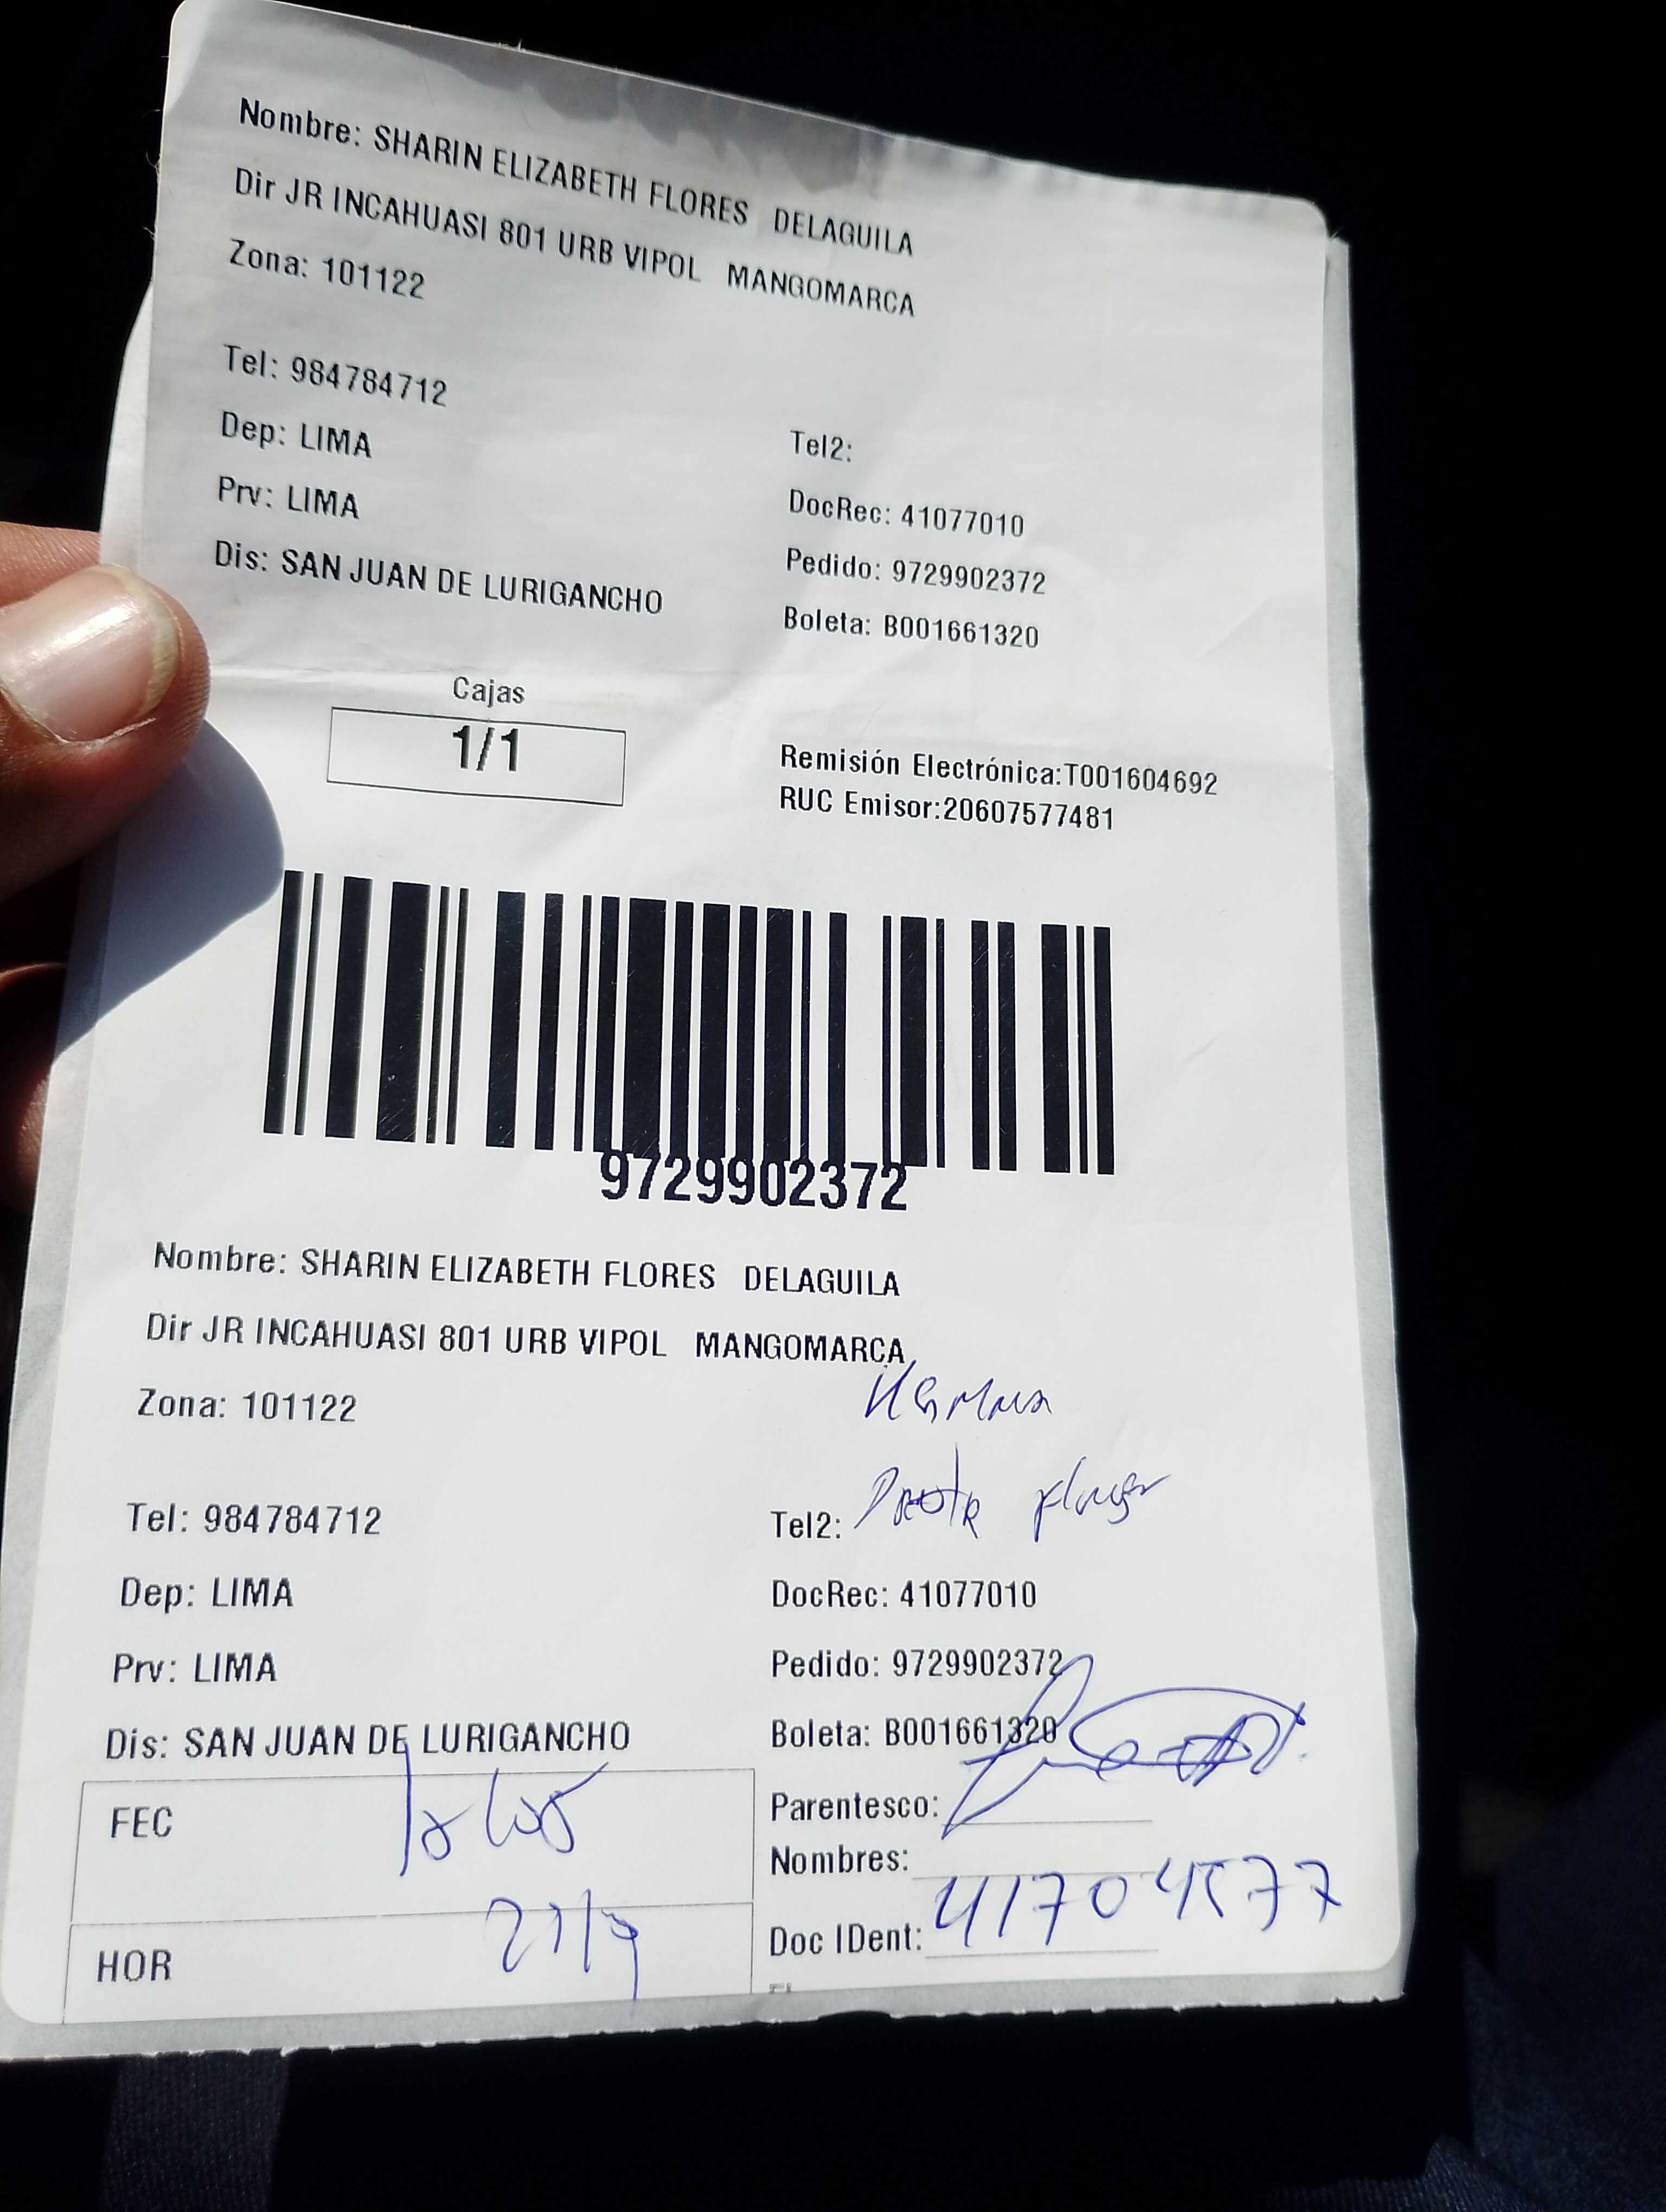 Nombre: SHARIN ELIZABETH FLORES DELAGUILA
Dir JR INCAHUASI 801 URB VIPOL MANGOMARCA
Zona: 101122
Tel: 984784712
Dep: LIMA
Tel2:
Prv: LIMA
DocRec: 41077010
Dis: SAN JUAN DE LURIGANCHO
Pedido: 9729902372
Boleta: B001661320
Cajas
1/1
Remisión Electrónica:T001604692
RUC Emisor:20607577481
9729902372
Nombre: SHARIN ELIZABETH FLORES DELAGUILA
Dir JR INCAHUASI 801 URB VIPOL MANGOMARCA
Zona: 101122
Tel: 984784712
Tel2:
Dep: LIMA
DocRec: 41077010
Prv: LIMA
Pedido: 9729902372
Dis: SAN JUAN DE LURIGANCHO
Boleta: B001661320
FEC
Parentesco:
Nombres:
HOR
Doc IDent: 41704577